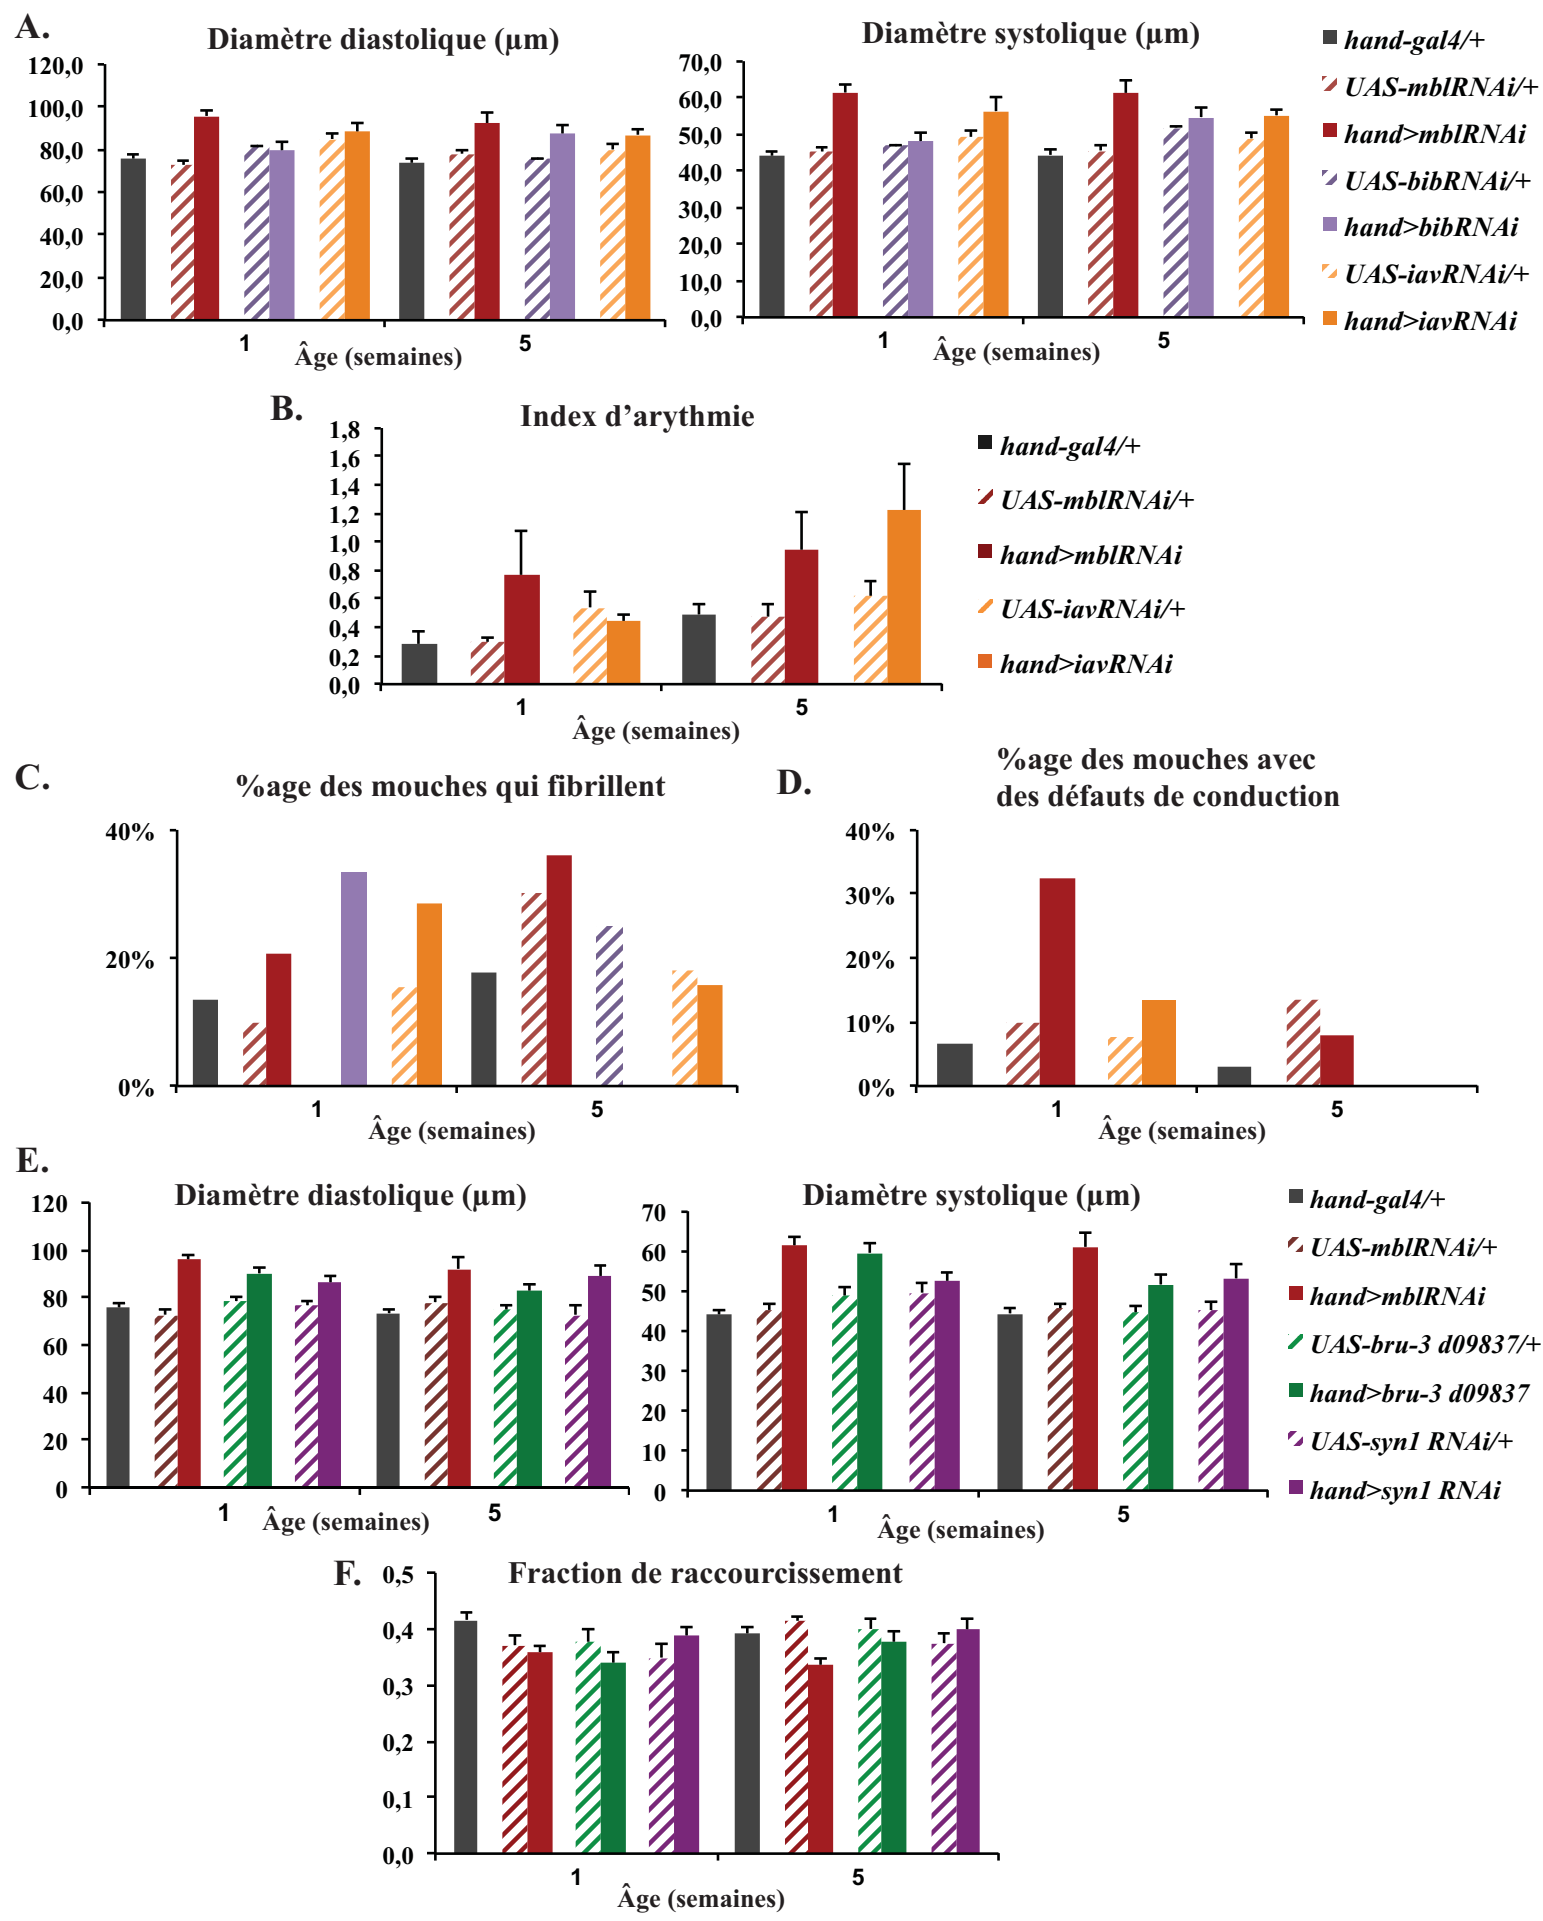 A.
Diamètre diastolique (µm)
120,0
100,0
80,0
60,0
40,0
20,0
0,0
1
5
Âge (semaines)
Diamètre systolique (µm)
70,0
60,0
50,0
40,0
30,0
20,0
10,0
0,0
1
5
Âge (semaines)
hand-gal4/+
UAS-mblRNAi/+
hand>mblRNAi
UAS-bibRNAi/+
hand>bibRNAi
UAS-iavRNAi/+
hand>iavRNAi
B.
Index d’arythmie
1,8
1,6
1,4
1,2
1,0
0,8
0,6
0,4
0,2
0,0
1
5
Âge (semaines)
hand-gal4/+
UAS-mblRNAi/+
hand>mblRNAi
UAS-iavRNAi/+
hand>iavRNAi
C.
%age des mouches qui fibrillent
40%
20%
0%
1
5
Âge (semaines)
D.
%age des mouches avec
des défauts de conduction
40%
30%
20%
10%
0%
1
5
Âge (semaines)
E.
Diamètre diastolique (µm)
120
100
80
60
40
20
0
1
5
Âge (semaines)
Diamètre systolique (µm)
70
60
50
40
30
20
10
0
1
5
Âge (semaines)
hand-gal4/+
UAS-mblRNAi/+
hand>mblRNAi
UAS-bru-3 d09837/+
hand>bru-3 d09837
UAS-syn1 RNAi/+
hand>syn1 RNAi
F.
Fraction de raccourcissement
0,5
0,4
0,3
0,2
0,1
0,0
1
5
Âge (semaines)